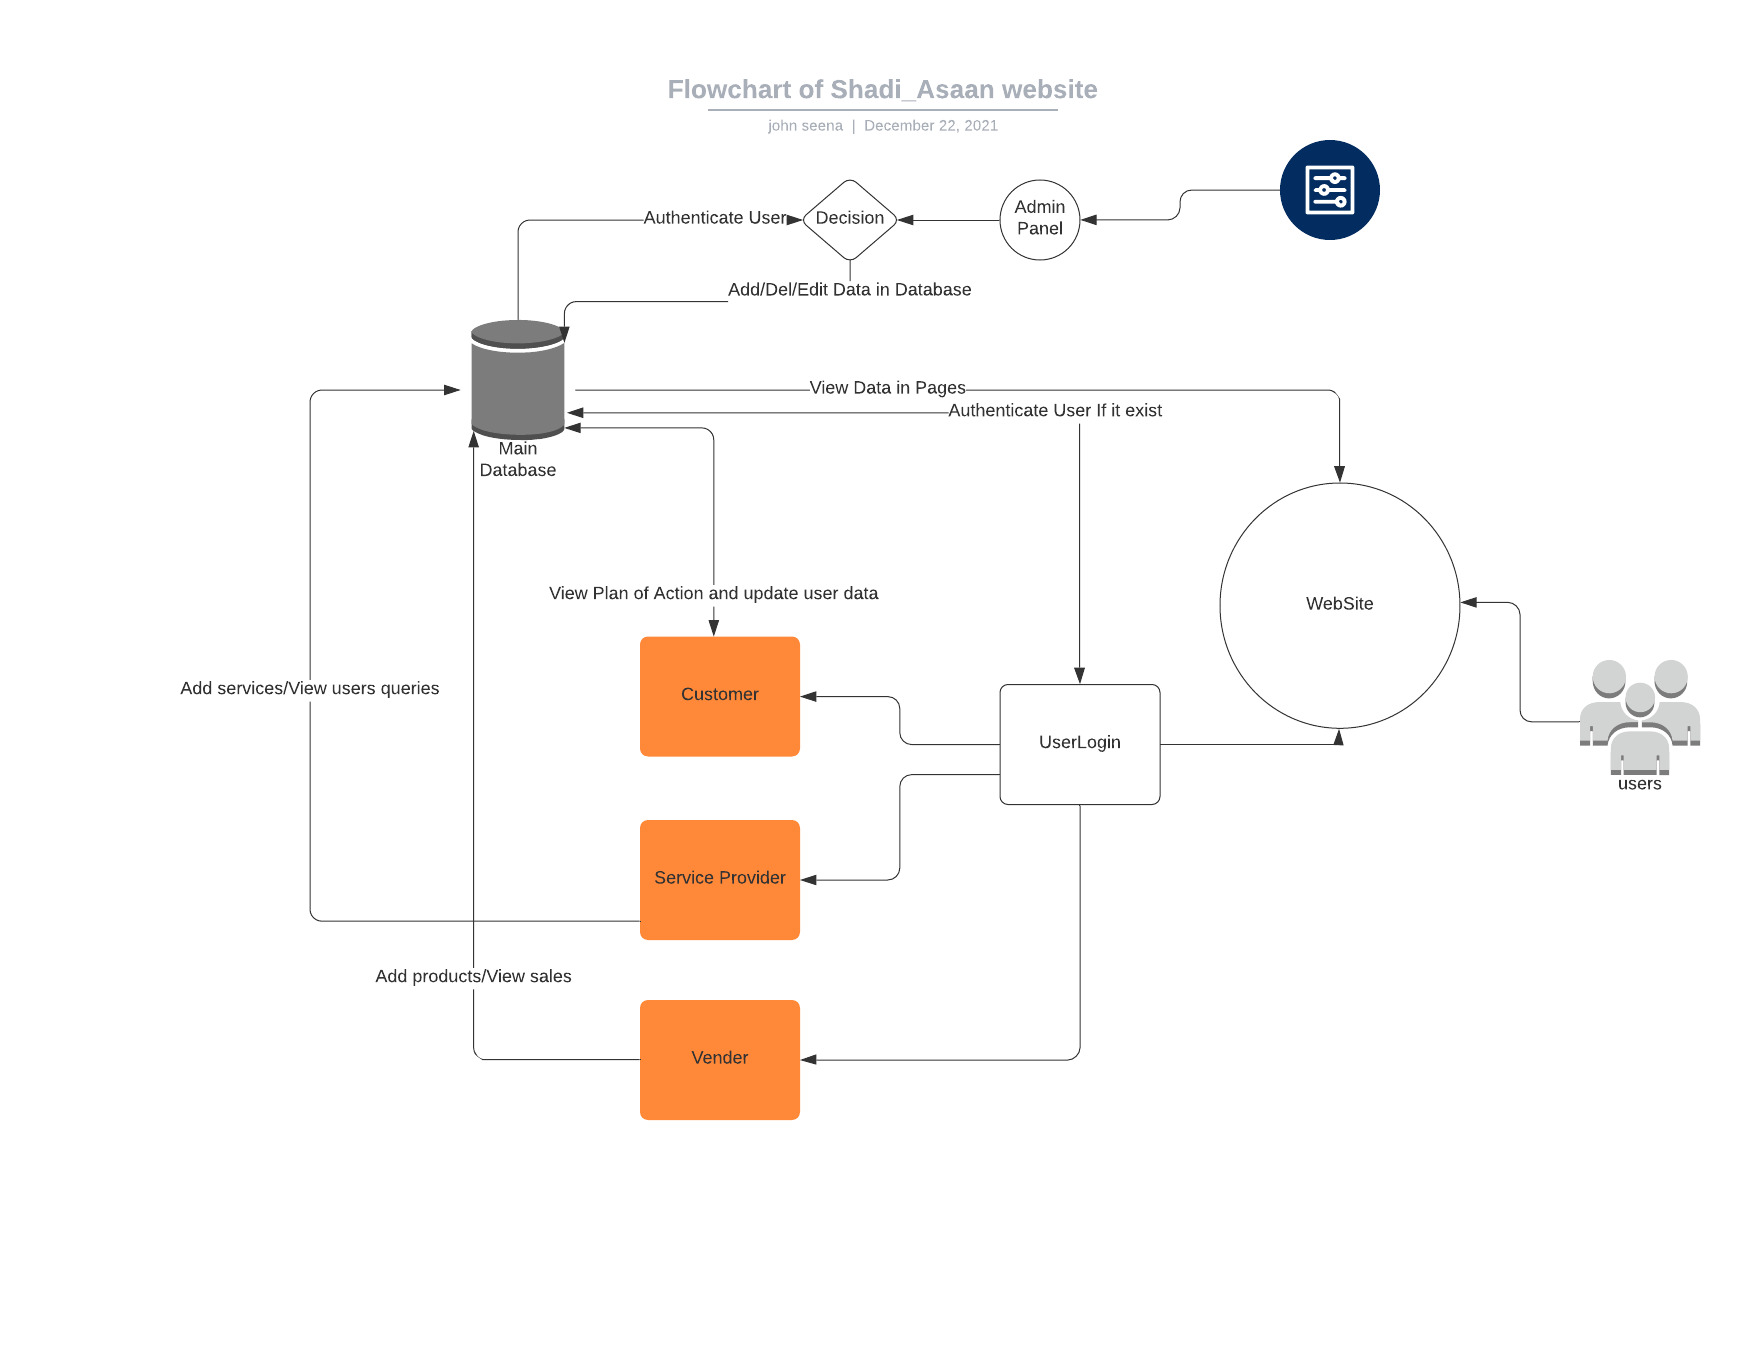 Flowchart of Shadi_Asaan website
john seena | December 22, 2021
Admin
Panel
Decision
Authenticate User
Add/Del/Edit Data in Database
View Data in Pages
Authenticate User If it exist
Main
Database
View Plan of Action and update user data
WebSite
Add services/View users queries
Customer
UserLogin
users
Service Provider
Add products/View sales
Vender